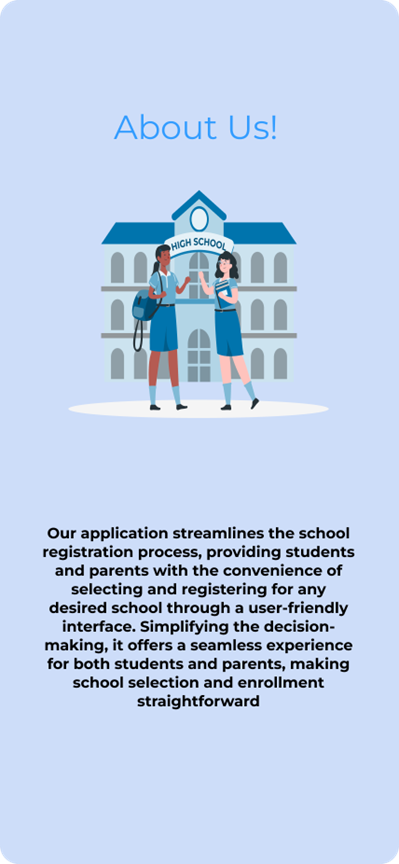 About Us!
HIGH SCHOOL
Our application streamlines the school
registration process, providing students
and parents with the convenience of
selecting and registering for any
desired school through a user-friendly
interface. Simplifying the decision-
making, it offers a seamless experience
for both students and parents, making
school selection and enrollment
straightforward